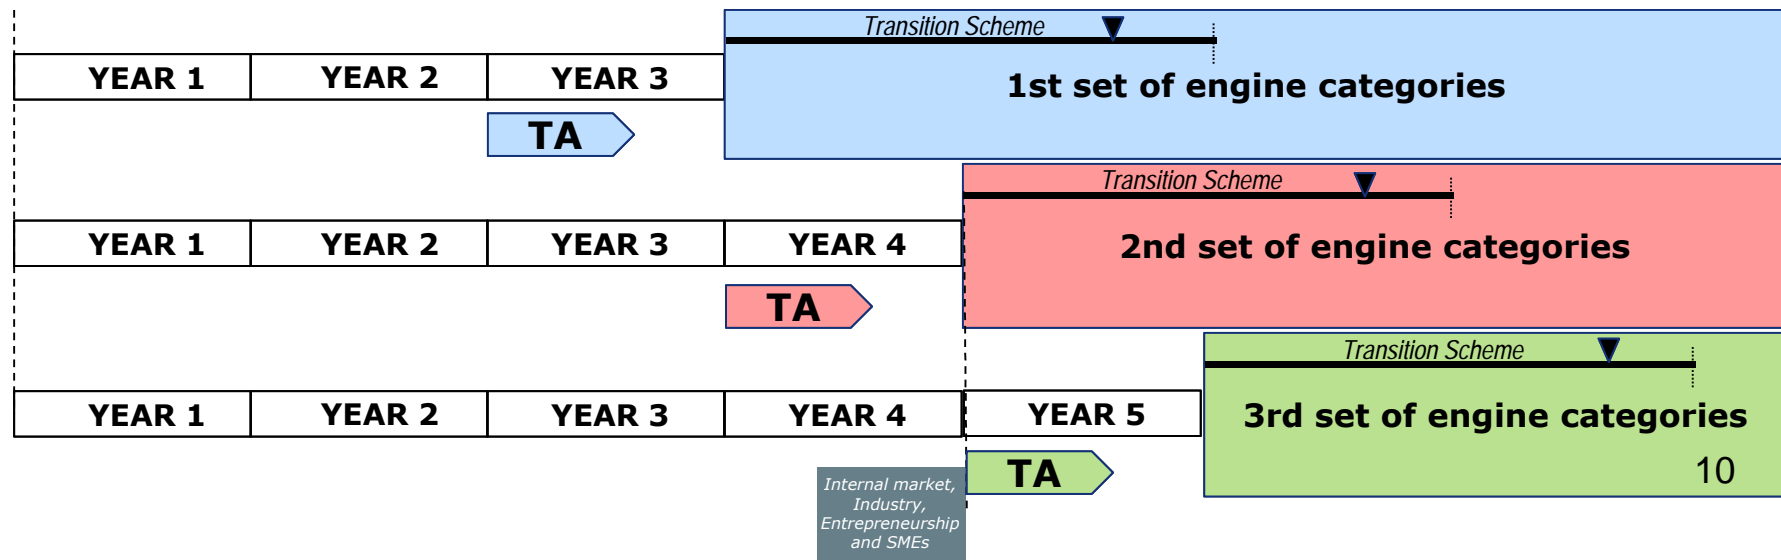 Transition Scheme
YEAR 1 YEAR 2 YEAR 3
1st set of engine categories
TA
Transition Scheme
YEAR 1 YEAR 2 YEAR 3 YEAR 4
2nd set of engine categories
TA
Transition Scheme
YEAR 1 YEAR 2 YEAR 3 YEAR 4 YEAR 5
3rd set of engine categories
TA
10
Internal market,
Industry,
Entrepreneurship
and SMEs